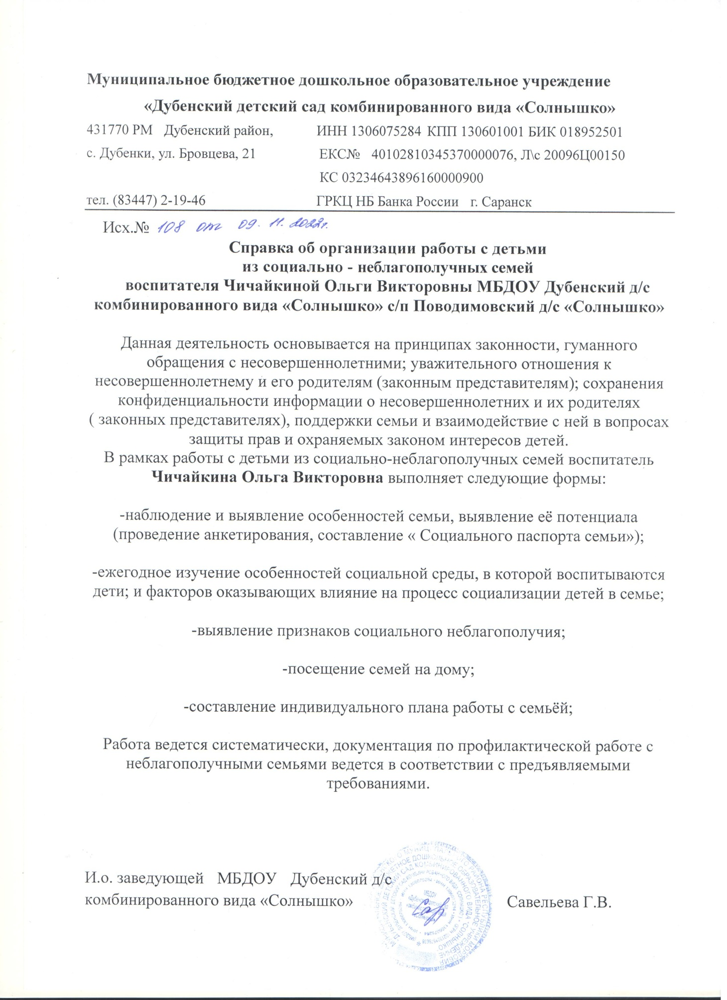 Муниципальное бюджетное дошкольное образовательное учреждение
«Дубенский детский сад комбинированного вида «Солнышко»
431770 РМ Дубенский район, ИНН 1306075284 КПП 130601001 БИК 018952501
с. Дубенки, ул. Бровцева, 21 ЕКС№ 40102810345370000076, Л\с 20096Ц00150
КС 03234643896160000900
тел. (83447) 2-19-46 ГРКЦ НБ Банка России г. Саранск
Исх.№ 108 от 09.11.2022г.
Справка об организации работы с детьми
из социально - неблагополучных семей
воспитателя Чичайкиной Ольги Викторовны МБДОУ Дубенский д/с
комбинированного вида «Солнышко» с/п Поводимовский д/с «Солнышко»
Данная деятельность основывается на принципах законности, гуманного
обращения с несовершеннолетними; уважительного отношения к
несовершеннолетнему и его родителям (законным представителям); сохранения
конфиденциальности информации о несовершеннолетних и их родителях
( законных представителях), поддержки семьи и взаимодействие с ней в вопросах
защиты прав и охраняемых законом интересов детей.
В рамках работы с детьми из социально-неблагополучных семей воспитатель
Чичайкина Ольга Викторовна выполняет следующие формы:
-наблюдение и выявление особенностей семьи, выявление её потенциала
(проведение анкетирования, составление « Социального паспорта семьи»);
-ежегодное изучение особенностей социальной среды, в которой воспитываются
дети; и факторов оказывающих влияние на процесс социализации детей в семье;
-выявление признаков социального неблагополучия;
-посещение семей на дому;
-составление индивидуального плана работы с семьёй;
Работа ведется систематически, документация по профилактической работе с
неблагополучными семьями ведется в соответствии с предъявляемыми
требованиями.
И.о. заведующей МБДОУ Дубенский д/с
комбинированного вида «Солнышко» Савельева Г.В.
МБДОУ